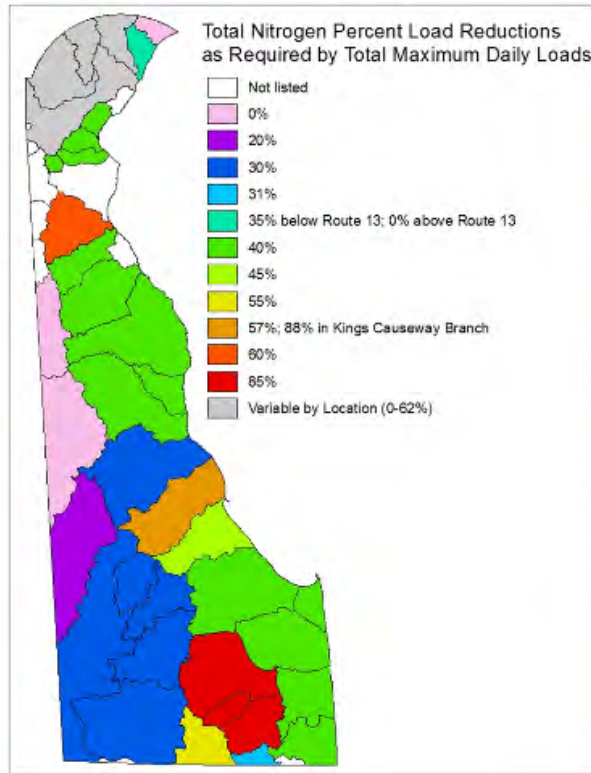 Total Nitrogen Percent Load Reductions
as Required by Total Maximum Daily Loads
Not listed
0%
20%
30%
31%
35% below Route 13; 0% above Route 13
40%
45%
55%
57%; 88% in Kings Causeway Branch
60%
85%
Variable by Location (0-62%)